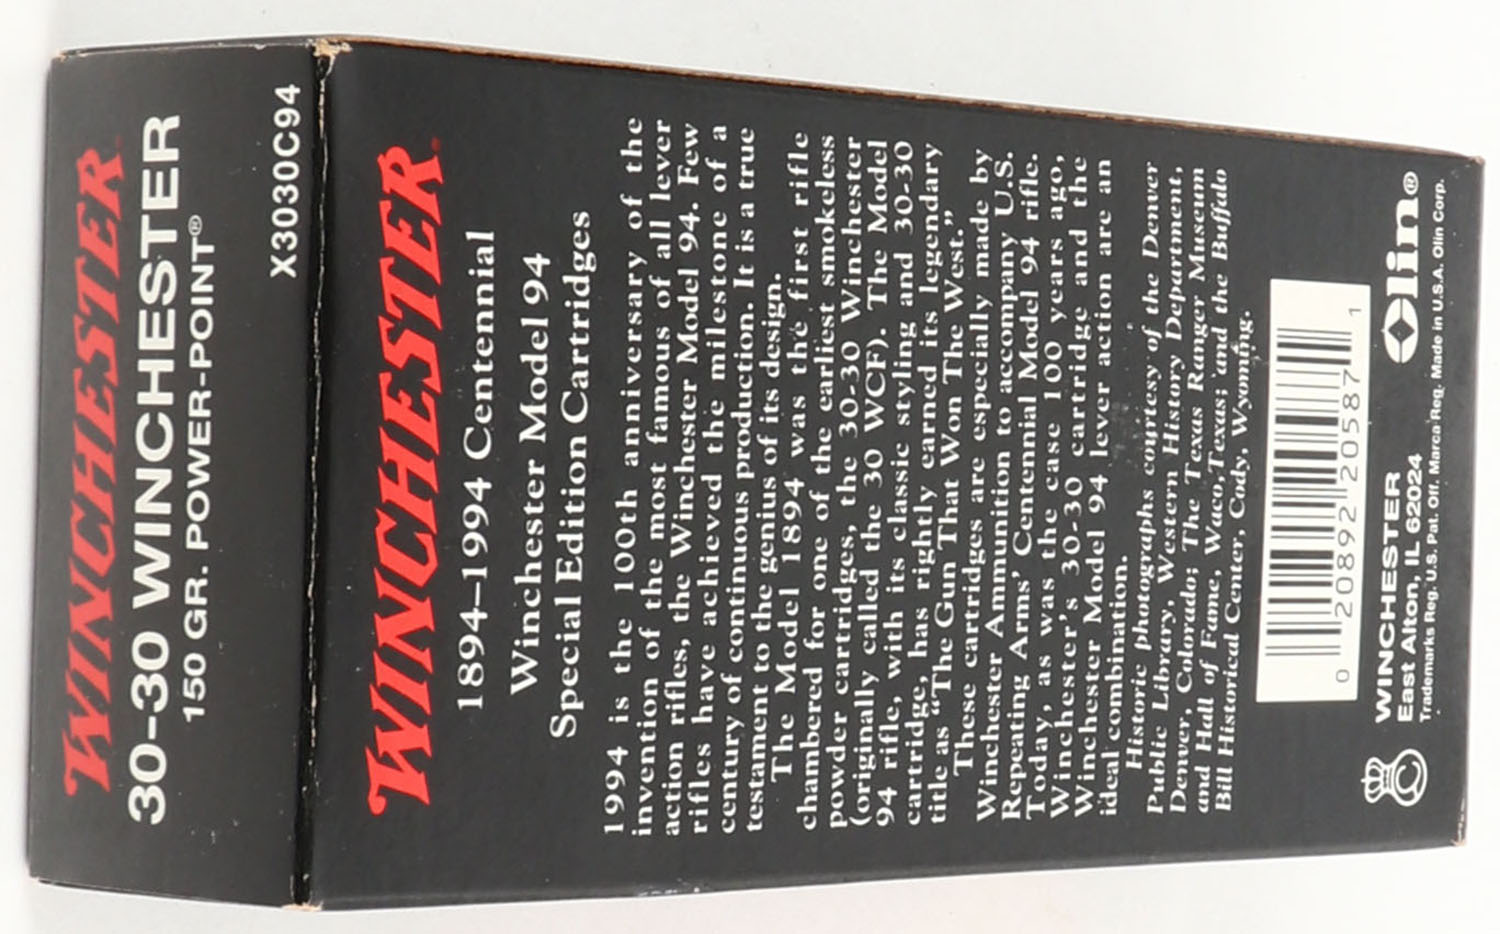 WINCHESTER
30-30 WINCHESTER
150 GR. POWER-POINT®
X3030C94
WINCHESTER®
1894–1994 Centennial
Winchester Model 94
Special Edition Cartridges
1994 is the 100th anniversary of the
invention of the most famous of all lever
action rifles, the Winchester Model 94. Few
rifles have achieved the milestone of a
century of continuous production. It is a true
testament to the genius of its design.
The Model 1894 was the first rifle
chambered for one of the earliest smokeless
powder cartridges, the 30-30 Winchester
(originally called the 30 WCF). The Model
94 rifle, with its classic styling and 30-30
cartridge, has rightly earned its legendary
title as “The Gun That Won The West.”
These cartridges are especially made by
Winchester Ammunition to accompany U.S.
Repeating Arms’ Centennial Model 94 rifle.
Today, as was the case 100 years ago,
Winchester’s 30-30 cartridge and the
Winchester Model 94 lever action are an
ideal combination.
Historic photographs courtesy of the Denver
Public Library, Western History Department,
Denver, Colorado; The Texas Ranger Museum
and Hall of Fame, Waco, Texas; and the Buffalo
Bill Historical Center, Cody, Wyoming.
0 20892 20587 1
WINCHESTER
East Alton, IL 62024
Olin®
Trademarks Reg. U.S. Pat. Off. Marca Reg. Made in U.S.A. Olin Corp.